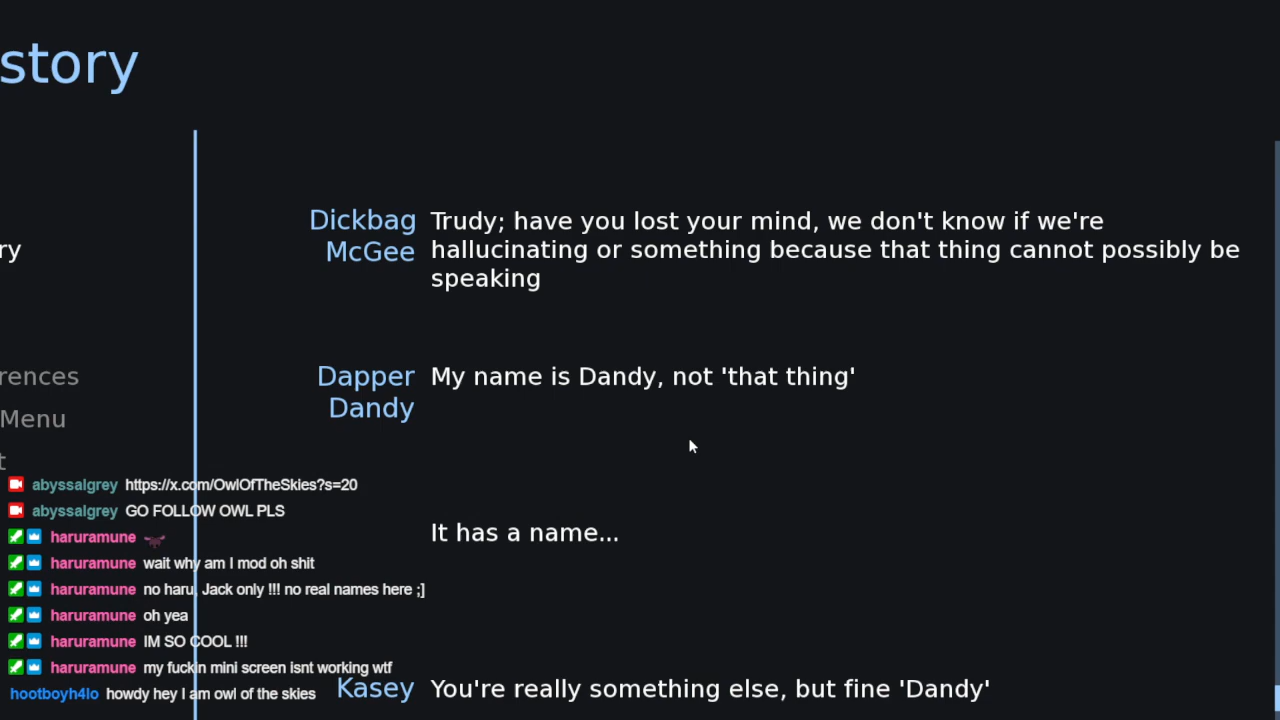 story
Dickbag
McGee
Trudy; have you lost your mind, we don't know if we're
hallucinating or something because that thing cannot possibly be
speaking
ry
Dapper
Dandy
My name is Dandy, not 'that thing'
rences
Menu
t
It has a name...
Kasey
You're really something else, but fine 'Dandy'
abyssalgrey https://x.com/OwlOfTheSkies?s=20
abyssalgrey GO FOLLOW OWL PLS
haruramune
haruramune wait why am I mod oh shit
haruramune no haru, Jack only !!! no real names here ;]
haruramune oh yea
haruramune IM SO COOL !!!
haruramune my fuckin mini screen isnt working wtf
hootboyh4lo howdy hey I am owl of the skies